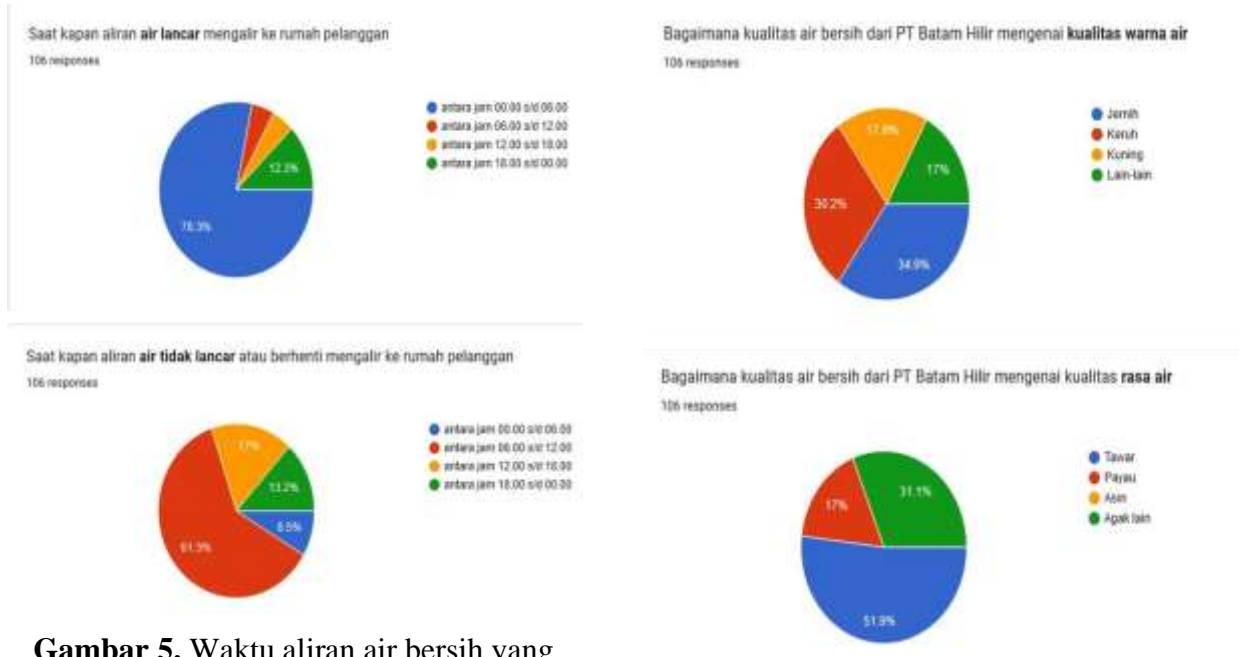 Saat kapan aliran air lancar mengalir ke rumah pelanggan
106 responses
antara jam 00.00 s/d 06.00
antara jam 06.00 s/d 12.00
antara jam 12.00 s/d 18.00
antara jam 18.00 s/d 00.00
12.3%
78.3%
Saat kapan aliran air tidak lancar atau berhenti mengalir ke rumah pelanggan
106 responses
antara jam 00.00 s/d 06.00
antara jam 06.00 s/d 12.00
antara jam 12.00 s/d 18.00
antara jam 18.00 s/d 00.00
17%
13.2%
8.5%
61.3%
Gambar 5. Waktu aliran air bersih yang
Bagaimana kualitas air bersih dari PT Batam Hilir mengenai kualitas warna air
106 responses
Jernih
Keruh
Kuning
Lain-lain
17.9%
17%
30.2%
34.9%
Bagaimana kualitas air bersih dari PT Batam Hilir mengenai kualitas rasa air
106 responses
Tawar
Payau
Asin
Agak lain
31.1%
17%
51.9%